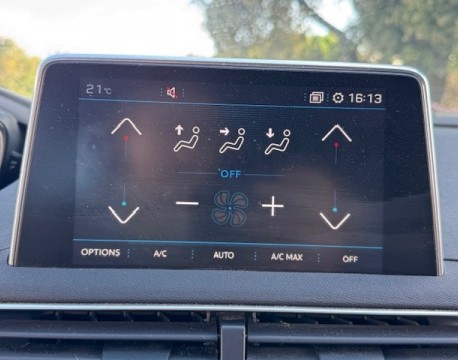 21°C 16:13
OFF
OPTIONS A/C AUTO A/C MAX OFF